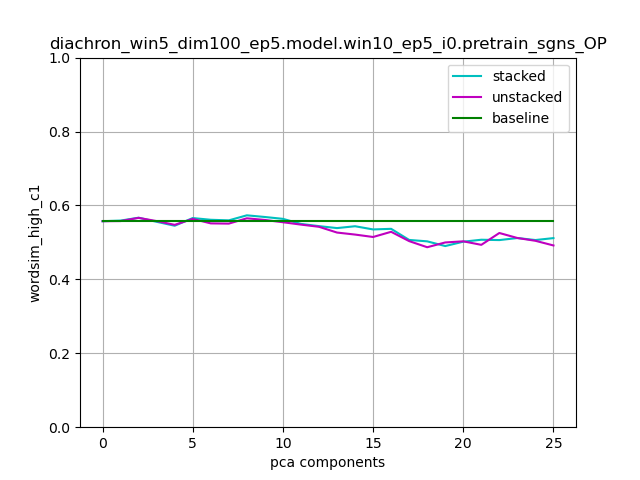 diachron_win5_dim100_ep5.model.win10_ep5_i0.pretrain_sgns_OP
1.0
0.8
0.6
0.4
0.2
0.0
wordsim_high_c1
stacked
unstacked
baseline
0 5 10 15 20 25
pca components